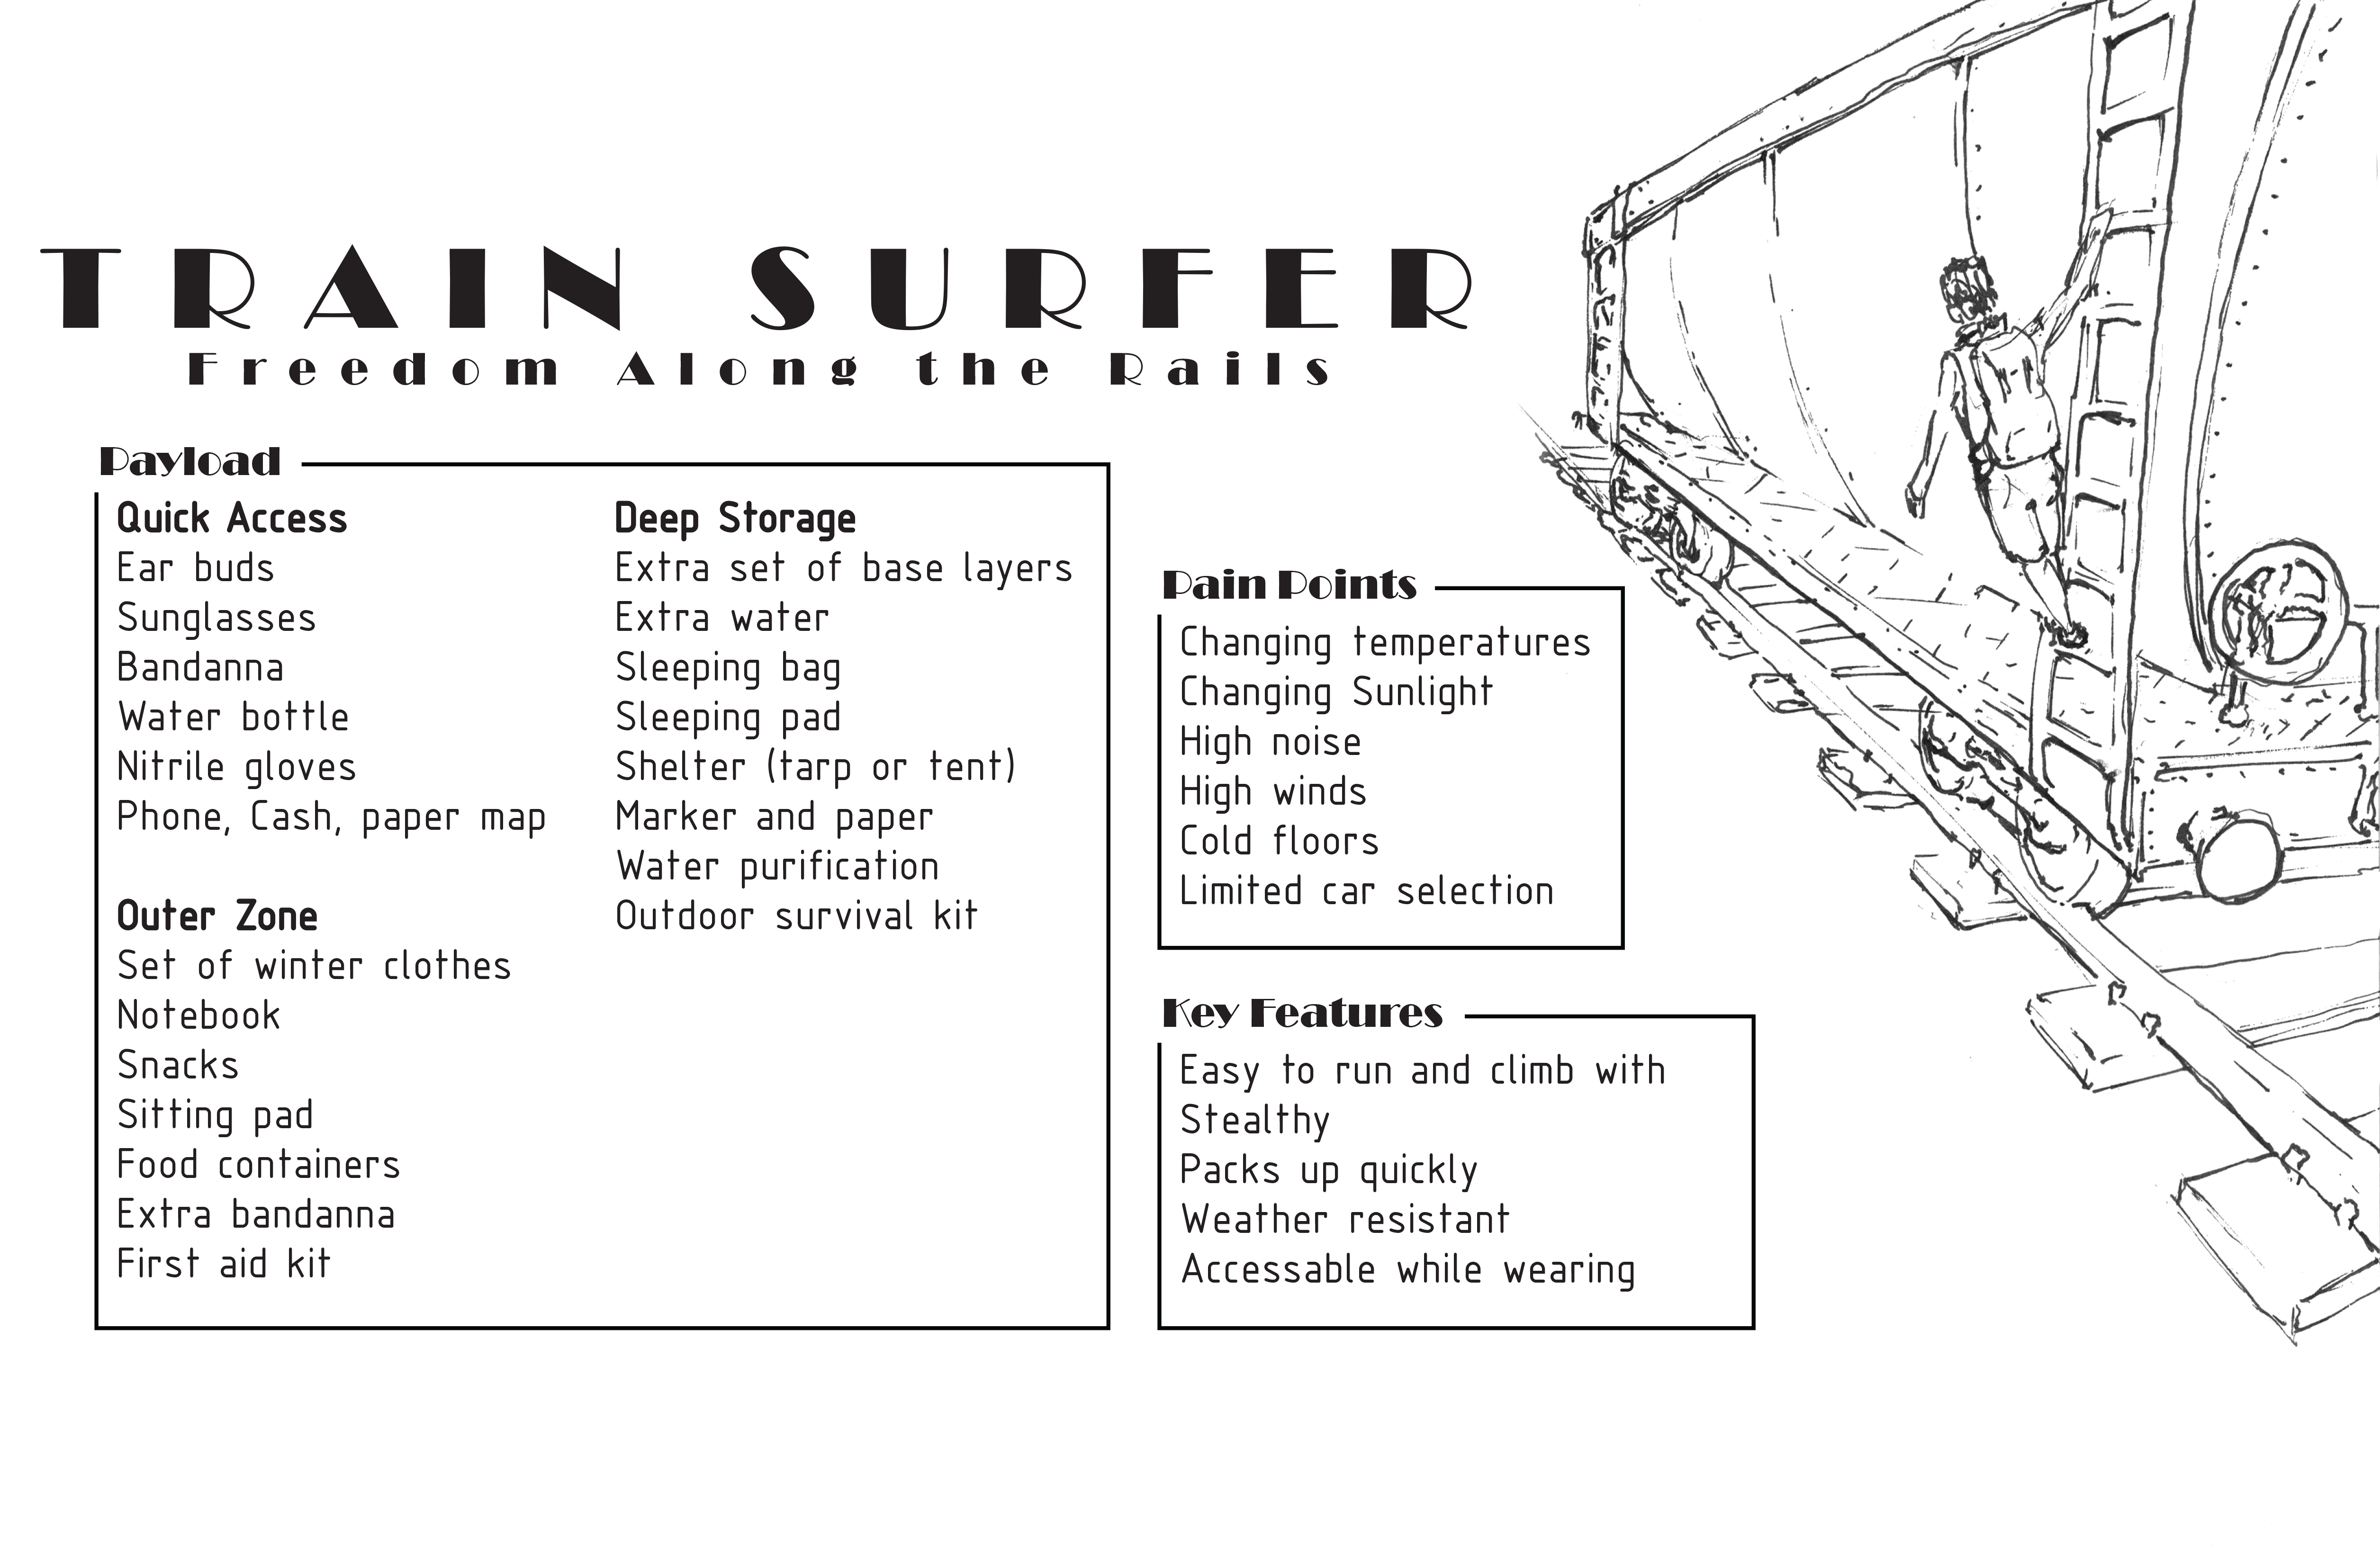 TRAIN SURFER
Freedom Along the Rails
Payload
Quick Access
Ear buds
Sunglasses
Bandanna
Water bottle
Nitrile gloves
Phone, Cash, paper map
Outer Zone
Set of winter clothes
Notebook
Snacks
Sitting pad
Food containers
Extra bandanna
First aid kit
Deep Storage
Extra set of base layers
Extra water
Sleeping bag
Sleeping pad
Shelter (tarp or tent)
Marker and paper
Water purification
Outdoor survival kit
Pain Points
Changing temperatures
Changing Sunlight
High noise
High winds
Cold floors
Limited car selection
Key Features
Easy to run and climb with
Stealthy
Packs up quickly
Weather resistant
Accessable while wearing